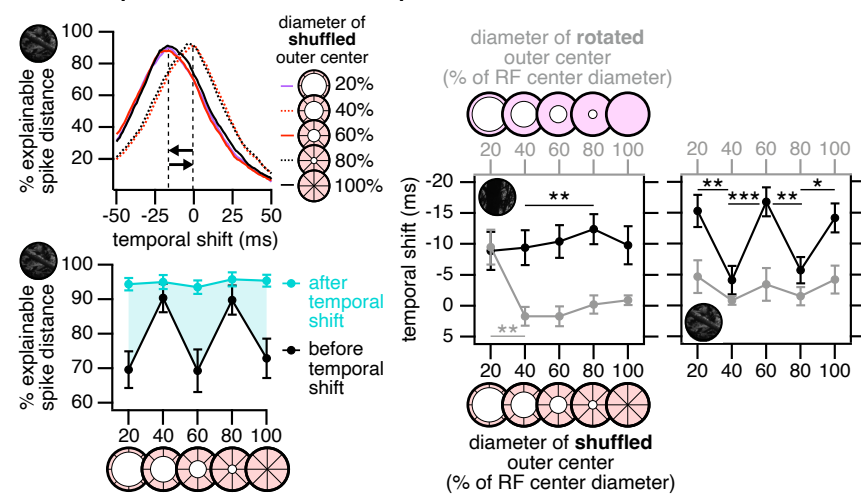 diameter of
shuffled
outer center
20%
40%
60%
80%
100%
% explainable
spike distance
100
80
60
40
20
-50 -25 0 25 50
temporal shift (ms)
% explainable
spike distance
100
90
80
70
60
after
temporal
shift
before
temporal
shift
20 40 60 80 100
diameter of rotated
outer center
(% of RF center diameter)
20 40 60 80 100
20 40 60 80 100
temporal shift (ms)
-20
-15
-10
-5
0
5
**
**
** *** ** *
20 40 60 80 100
20 40 60 80 100
diameter of shuffled
outer center
(% of RF center diameter)